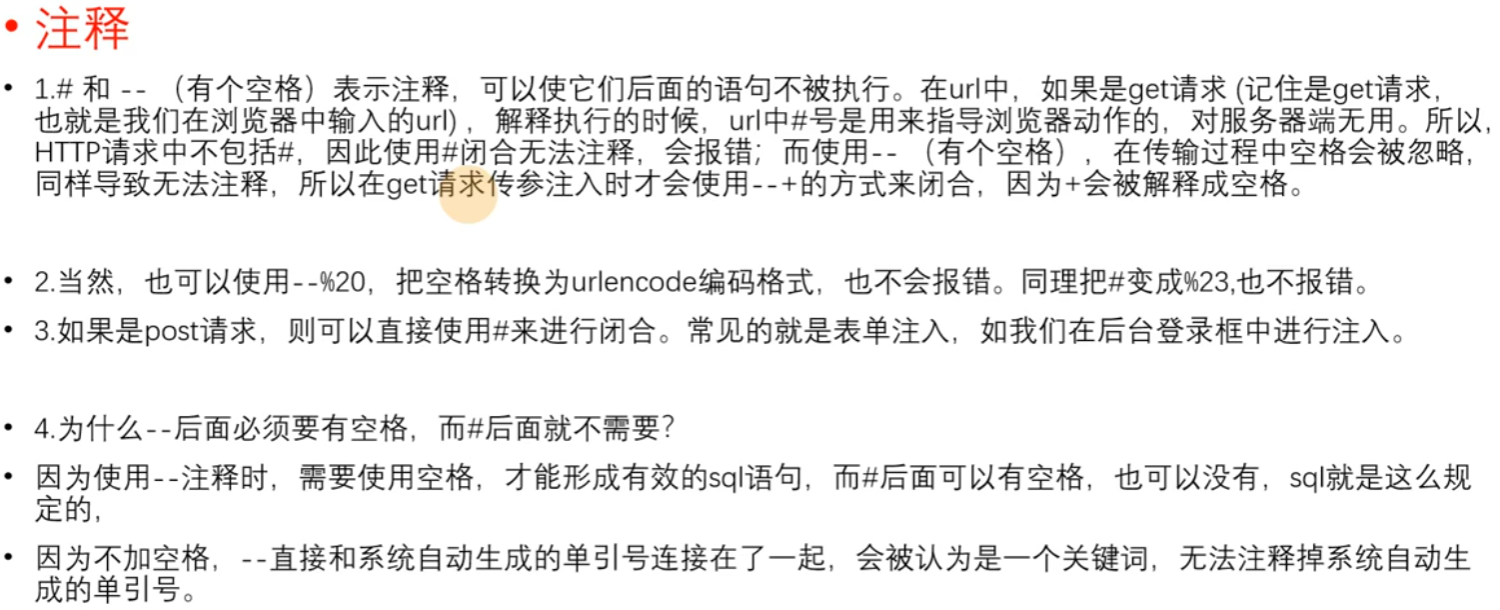 • 注释
• 1.# 和 -- （有个空格）表示注释，可以使它们后面的语句不被执行。在url中，如果是get请求 (记住是get请求，
也就是我们在浏览器中输入的url) ，解释执行的时候，url中#号是用来指导浏览器动作的，对服务器端无用。所以，
HTTP请求中不包括#，因此使用#闭合无法注释，会报错；而使用-- （有个空格），在传输过程中空格会被忽略，
同样导致无法注释，所以在get请求传参注入时才会使用--+的方式来闭合，因为+会被解释成空格。
• 2.当然，也可以使用--%20，把空格转换为urlencode编码格式，也不会报错。同理把#变成%23,也不报错。
• 3.如果是post请求，则可以直接使用#来进行闭合。常见的就是表单注入，如我们在后台登录框中进行注入。
• 4.为什么--后面必须要有空格，而#后面就不需要？
• 因为使用--注释时，需要使用空格，才能形成有效的sql语句，而#后面可以有空格，也可以没有，sql就是这么规
定的，
• 因为不加空格，--直接和系统自动生成的单引号连接在了一起，会被认为是一个关键词，无法注释掉系统自动生
成的单引号。